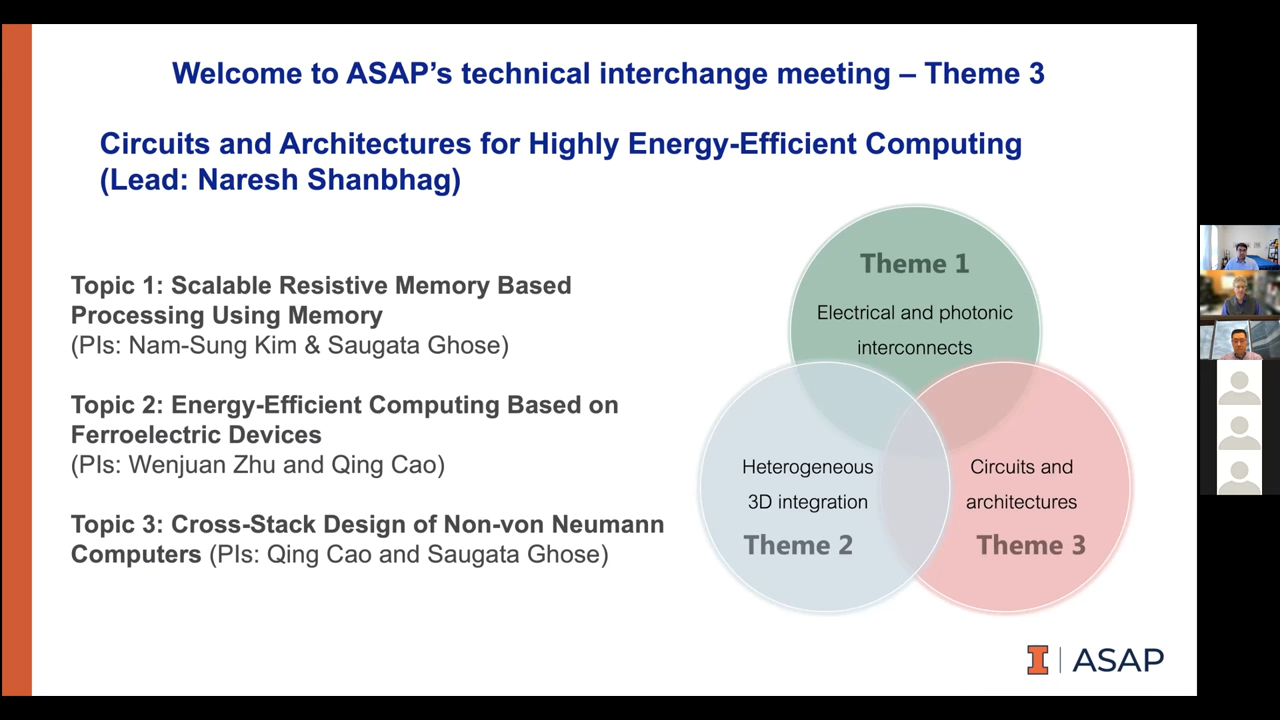 Welcome to ASAP’s technical interchange meeting – Theme 3
Circuits and Architectures for Highly Energy-Efficient Computing
(Lead: Naresh Shanbhag)
Topic 1: Scalable Resistive Memory Based
Processing Using Memory
(PIs: Nam-Sung Kim & Saugata Ghose)
Topic 2: Energy-Efficient Computing Based on
Ferroelectric Devices
(PIs: Wenjuan Zhu and Qing Cao)
Topic 3: Cross-Stack Design of Non-von Neumann
Computers (PIs: Qing Cao and Saugata Ghose)
Theme 1
Electrical and photonic
interconnects
Heterogeneous
3D integration
Theme 2
Circuits and
architectures
Theme 3
I | ASAP